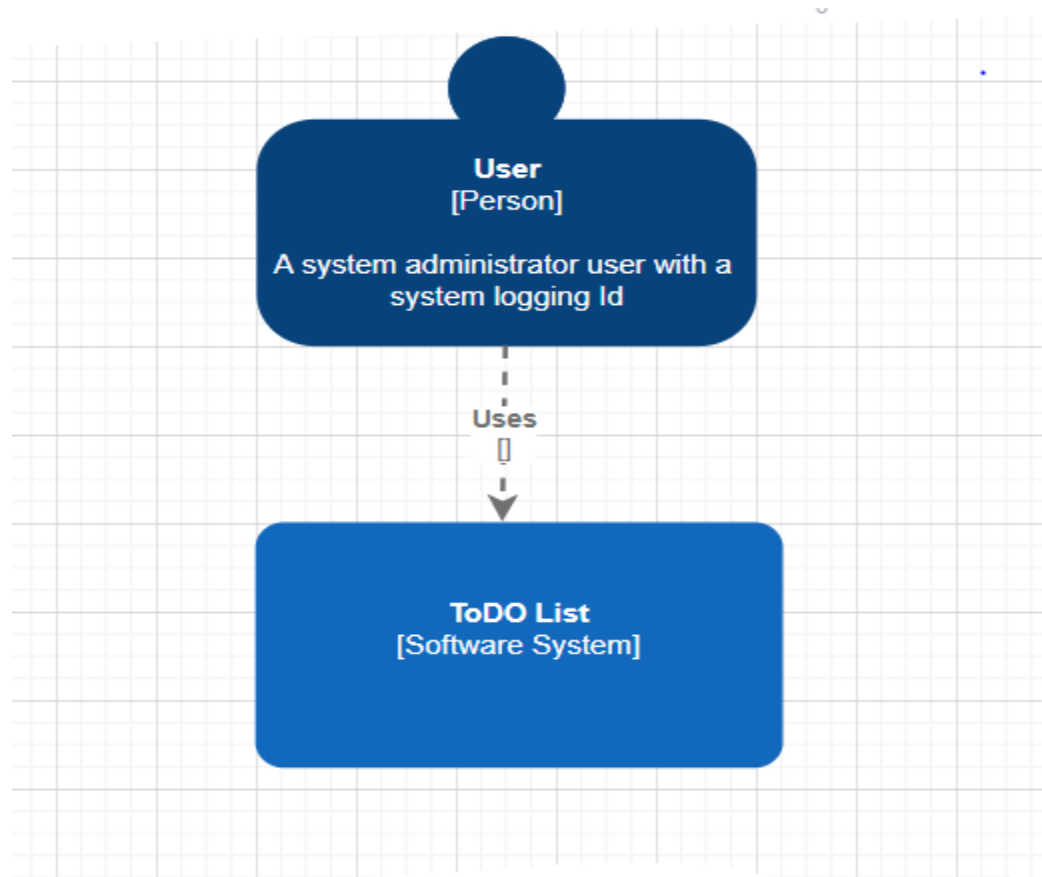 User
[Person]
A system administrator user with a
system logging Id
Uses
[]
ToDO List
[Software System]